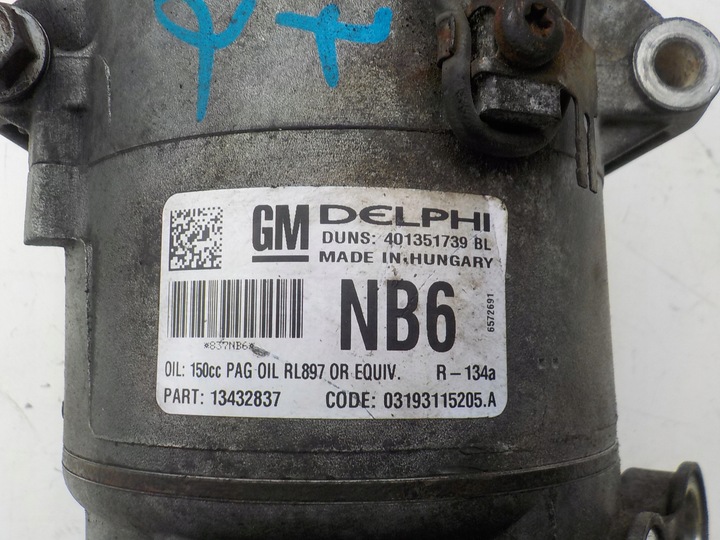 GM DELPHI
DUNS: 401351739 BL
MADE IN HUNGARY
*837NB6*
NB6
6572691
OIL: 150cc PAG OIL RL897 OR EQUIV. R-134a
PART: 13432837 CODE: 03193115205.A